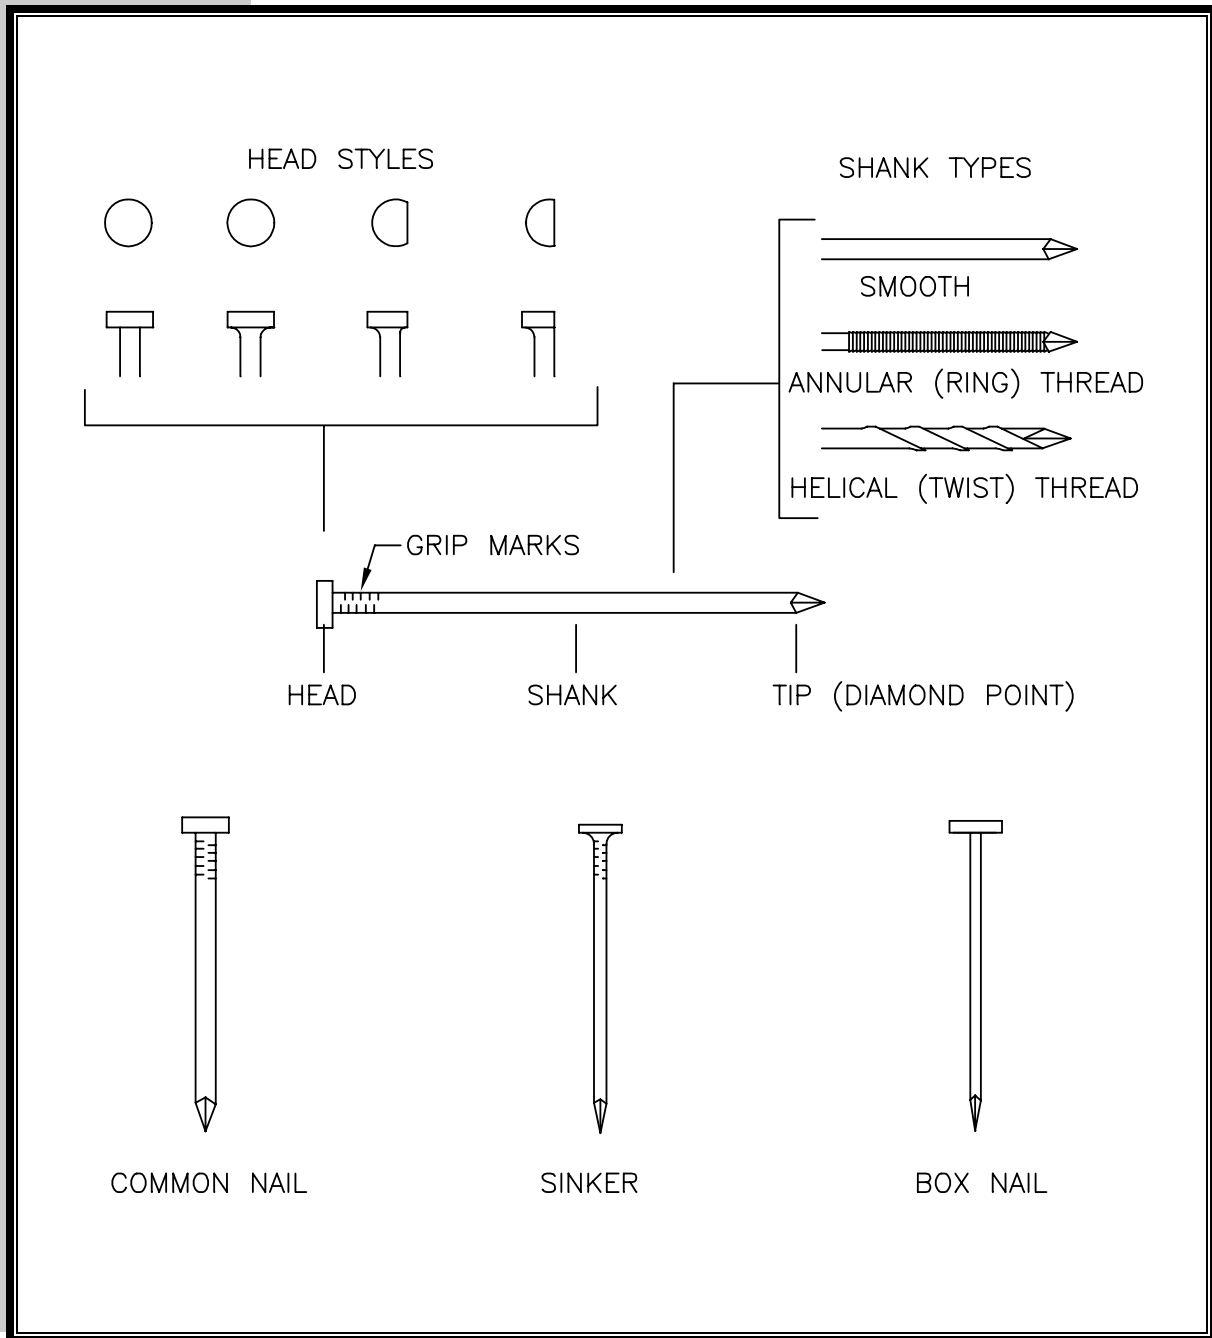 HEAD STYLES
SHANK TYPES
SMOOTH
ANNULAR (RING) THREAD
HELICAL (TWIST) THREAD
GRIP MARKS
HEAD
SHANK
TIP (DIAMOND POINT)
COMMON NAIL
SINKER
BOX NAIL